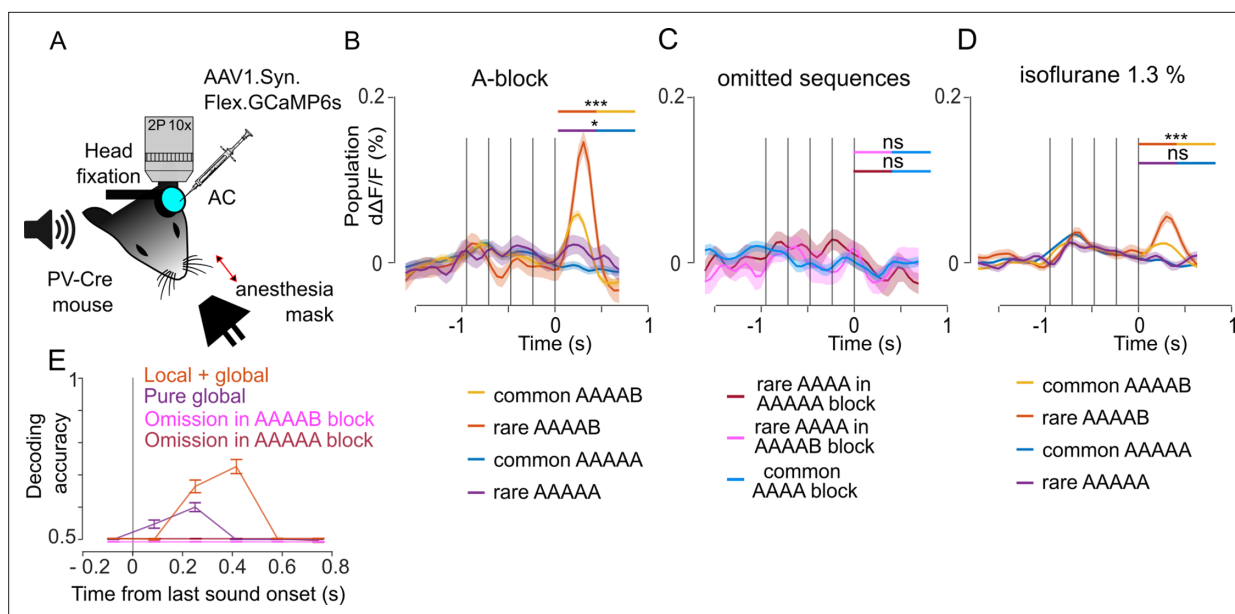 A
AAV1.Syn.
Flex.GCaMP6s
2P 10x
Head
fixation
AC
PV-Cre
mouse
anesthesia
mask
B
A-block
0.2
***
*
Population
dΔF/F (%)
0
-1
0
1
Time (s)
common AAAAB
rare AAAAB
common AAAAA
rare AAAAA
C
omitted sequences
0.2
ns
ns
0
-1
0
1
Time (s)
rare AAAA in
AAAAA block
rare AAAA in
AAAAB block
common
AAAA block
D
isoflurane 1.3 %
0.2
***
ns
0
-1
0
1
Time (s)
common AAAAB
rare AAAAB
common AAAAA
rare AAAAA
E
1
Local + global
Pure global
Omission in AAAAB block
Omission in AAAAA block
Decoding
accuracy
0.5
- 0.2
0
0.2
0.4
0.6
0.8
Time from last sound onset (s)